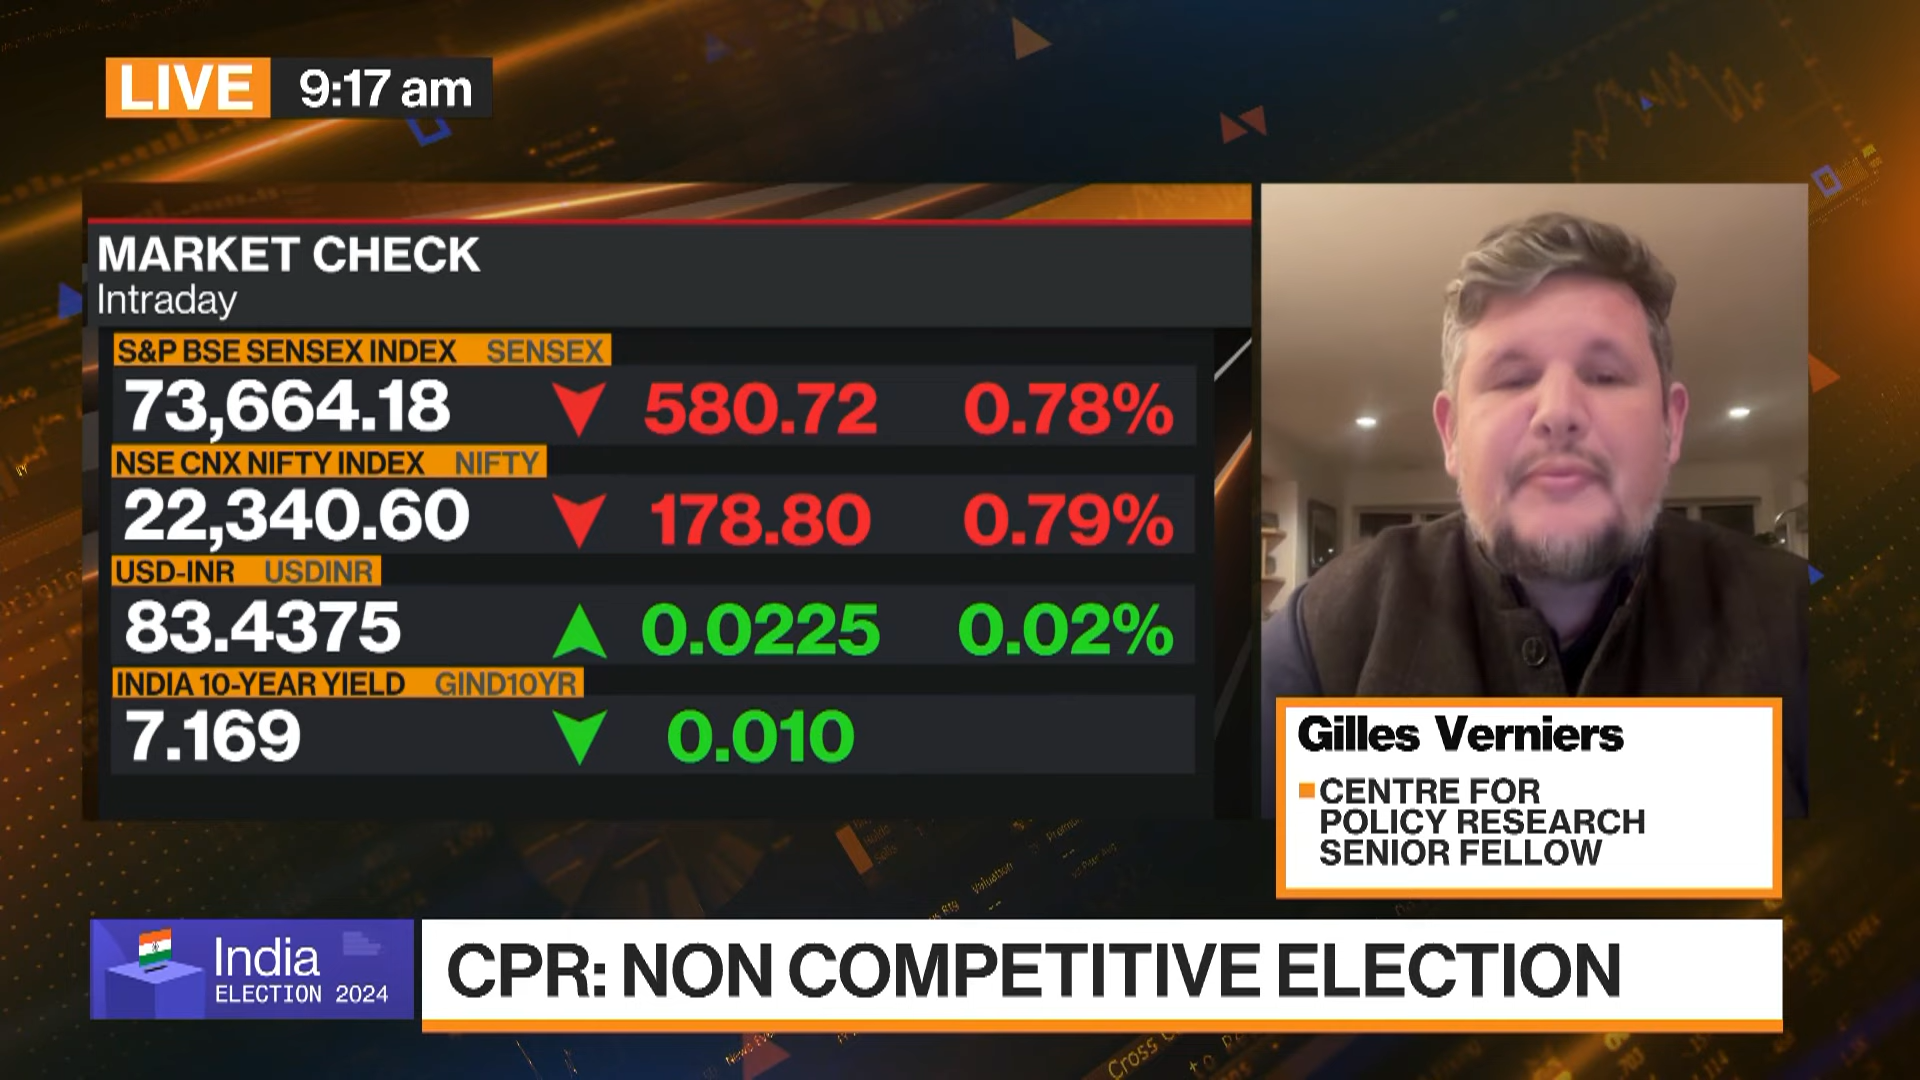 LIVE 9:17 am
MARKET CHECK
Intraday
S&P BSE SENSEX INDEX SENSEX
73,664.18 580.72 0.78%
NSE CNX NIFTY INDEX NIFTY
22,340.60 178.80 0.79%
USD-INR USDINR
83.4375 0.0225 0.02%
INDIA 10-YEAR YIELD GIND10YR
7.169 0.010
Gilles Verniers
CENTRE FOR
POLICY RESEARCH
SENIOR FELLOW
Valuation
India
ELECTION 2024
CPR: NON COMPETITIVE ELECTION
Cross